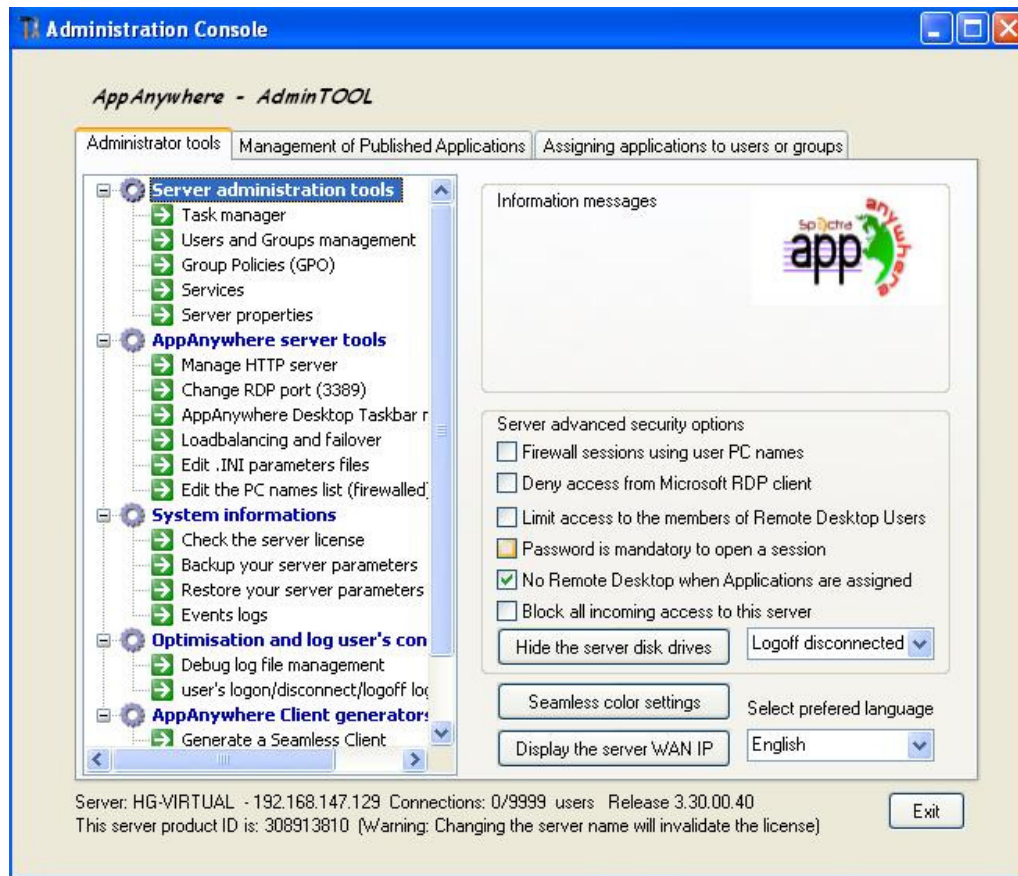 Administration Console
AppAnywhere - AdminTOOL
Administrator tools
Management of Published Applications
Assigning applications to users or groups
Server administration tools
Task manager
Users and Groups management
Group Policies (GPO)
Services
Server properties
AppAnywhere server tools
Manage HTTP server
Change RDP port (3389)
AppAnywhere Desktop Taskbar
Loadbalancing and failover
Edit .INI parameters files
Edit the PC names list (firewalled)
System informations
Check the server license
Backup your server parameters
Restore your server parameters
Events logs
Optimisation and log user's con
Debug log file management
user's logon/disconnect/logoff log
AppAnywhere Client generators
Generate a Seamless Client
Information messages
app
anywhere
Server advanced security options
Firewall sessions using user PC names
Deny access from Microsoft RDP client
Limit access to the members of Remote Desktop Users
Password is mandatory to open a session
No Remote Desktop when Applications are assigned
Block all incoming access to this server
Hide the server disk drives
Logoff disconnected
Seamless color settings
Select prefered language
Display the server WAN IP
English
Server: HG-VIRTUAL - 192.168.147.129 Connections: 0/9999 users Release 3.30.00.40
This server product ID is: 308913810 (Warning: Changing the server name will invalidate the license)
Exit